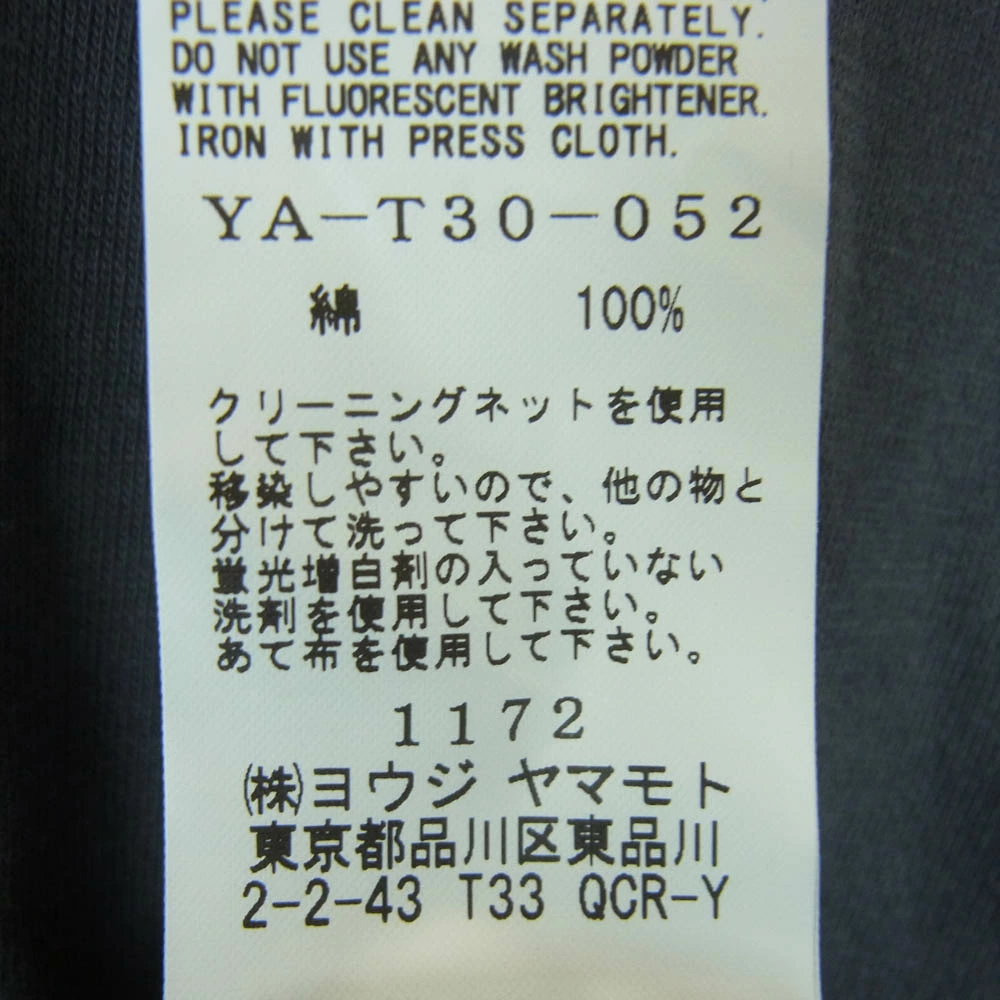 PLEASE CLEAN SEPARATELY.
DO NOT USE ANY WASH POWDER
WITH FLUORESCENT BRIGHTENER.
IRON WITH PRESS CLOTH.
YA-T30-052
綿 100%
クリーニングネットを使用
して下さい。
移染しやすいので、他の物と
分けて洗って下さい。
蛍光増白剤の入っていない
洗剤を使用して下さい。
あて布を使用して下さい。
1172
(株)ヨウジ ヤマモト
東京都品川区東品川
2-2-43 T33 QCR-Y